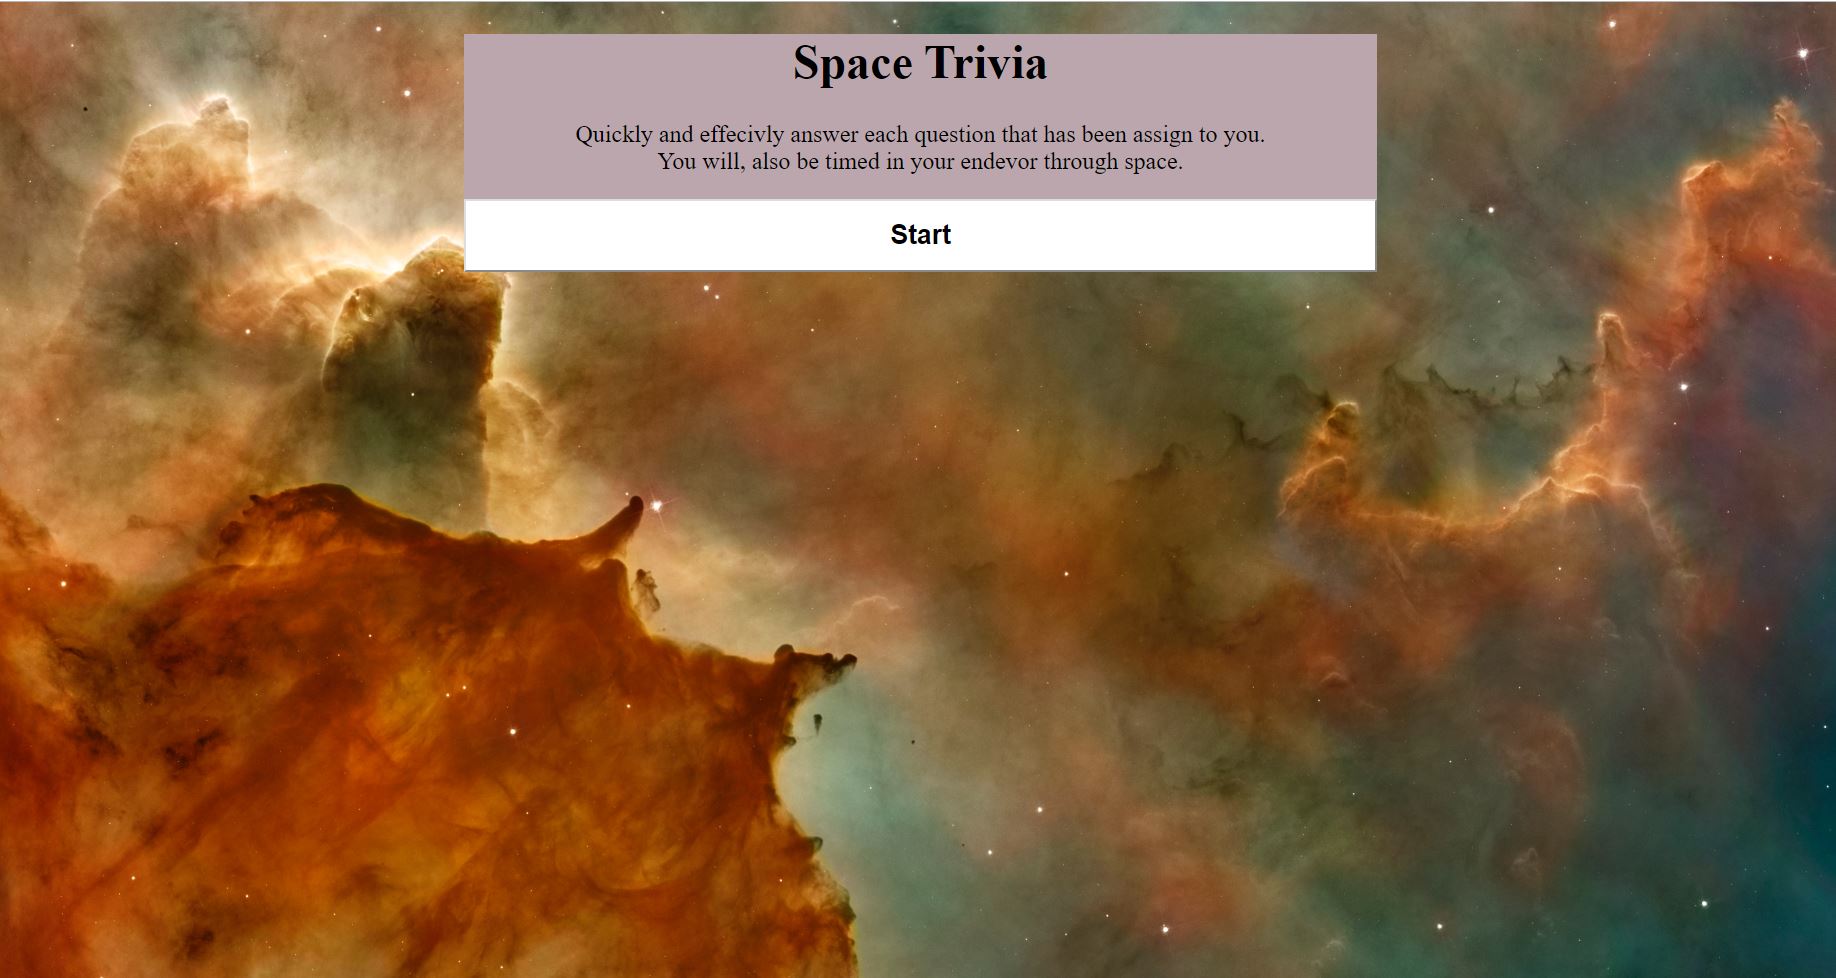 Space Trivia
Quickly and effecivly answer each question that has been assign to you.
You will, also be timed in your endevor through space.
Start